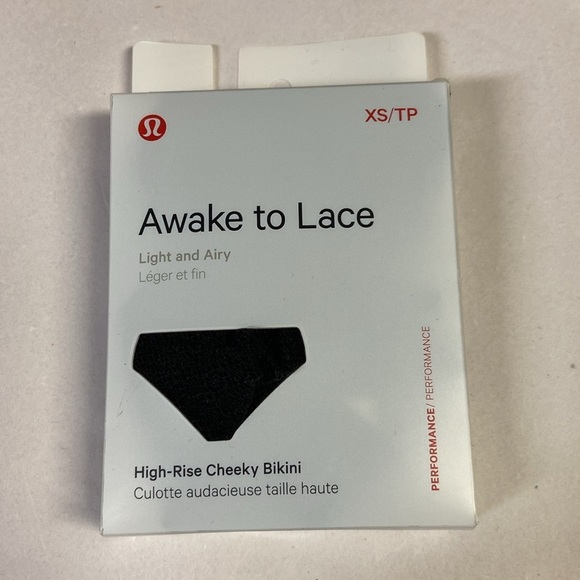 XS/TP
Awake to Lace
Light and Airy
Léger et fin
High-Rise Cheeky Bikini
Culotte audacieuse taille haute
PERFORMANCE/ PERFORMANCE